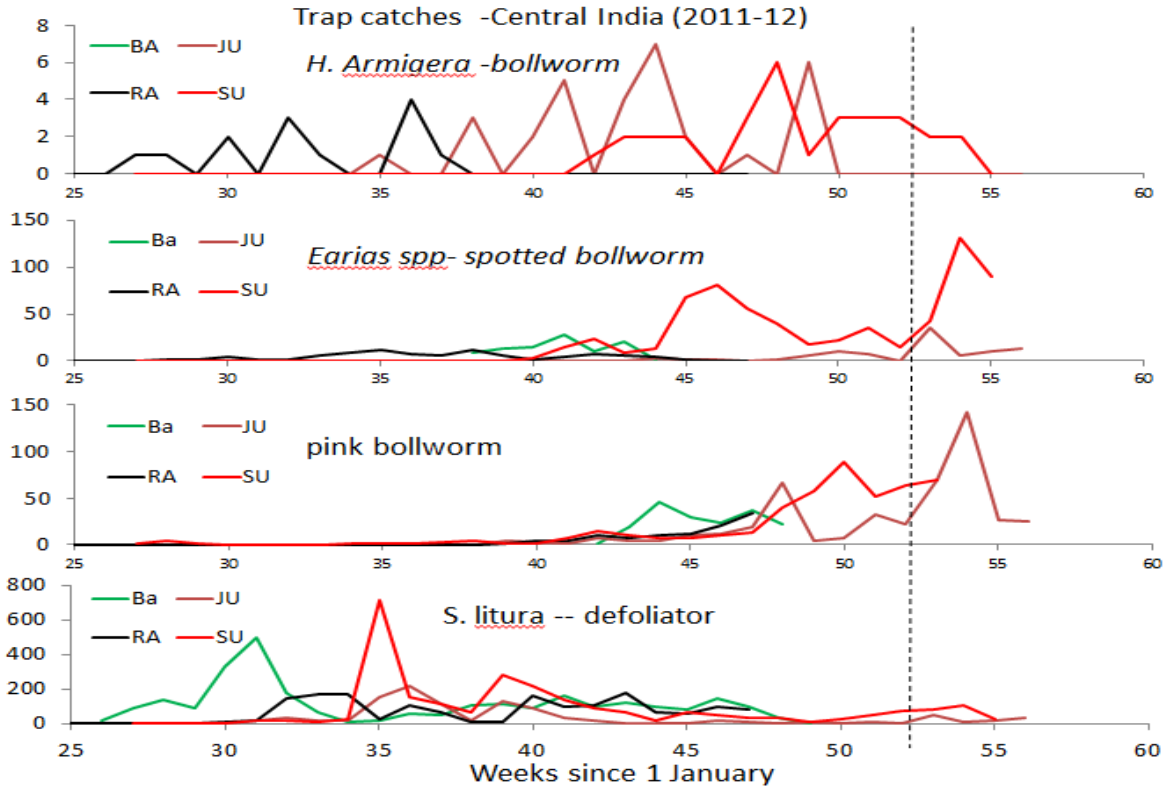 Trap catches -Central India (2011-12)
8
6
4
2
0
BA JU
RA SU
H. Armigera -bollworm
25 30 35 40 45 50 55 60
150
100
50
0
Ba JU
RA SU
Earias spp- spotted bollworm
25 30 35 40 45 50 55 60
150
100
50
0
Ba JU
RA SU
pink bollworm
25 30 35 40 45 50 55 60
800
600
400
200
0
Ba JU
RA SU
S. litura -- defoliator
25 30 35 40 45 50 55 60
Weeks since 1 January